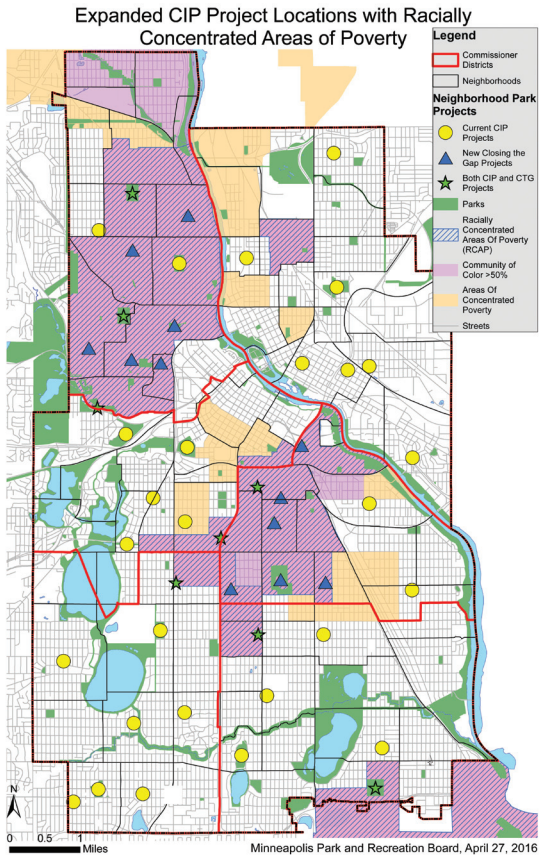 Expanded CIP Project Locations with Racially
Concentrated Areas of Poverty
Legend
Commissioner
Districts
Neighborhoods
Neighborhood Park
Projects
Current CIP
Projects
New Closing the
Gap Projects
Both CIP and CTG
Projects
Parks
Racially
Concentrated
Areas Of Poverty
(RCAP)
Community of
Color >50%
Areas Of
Concentrated
Poverty
Streets
N
0 0.5 1
Miles
Minneapolis Park and Recreation Board, April 27, 2016